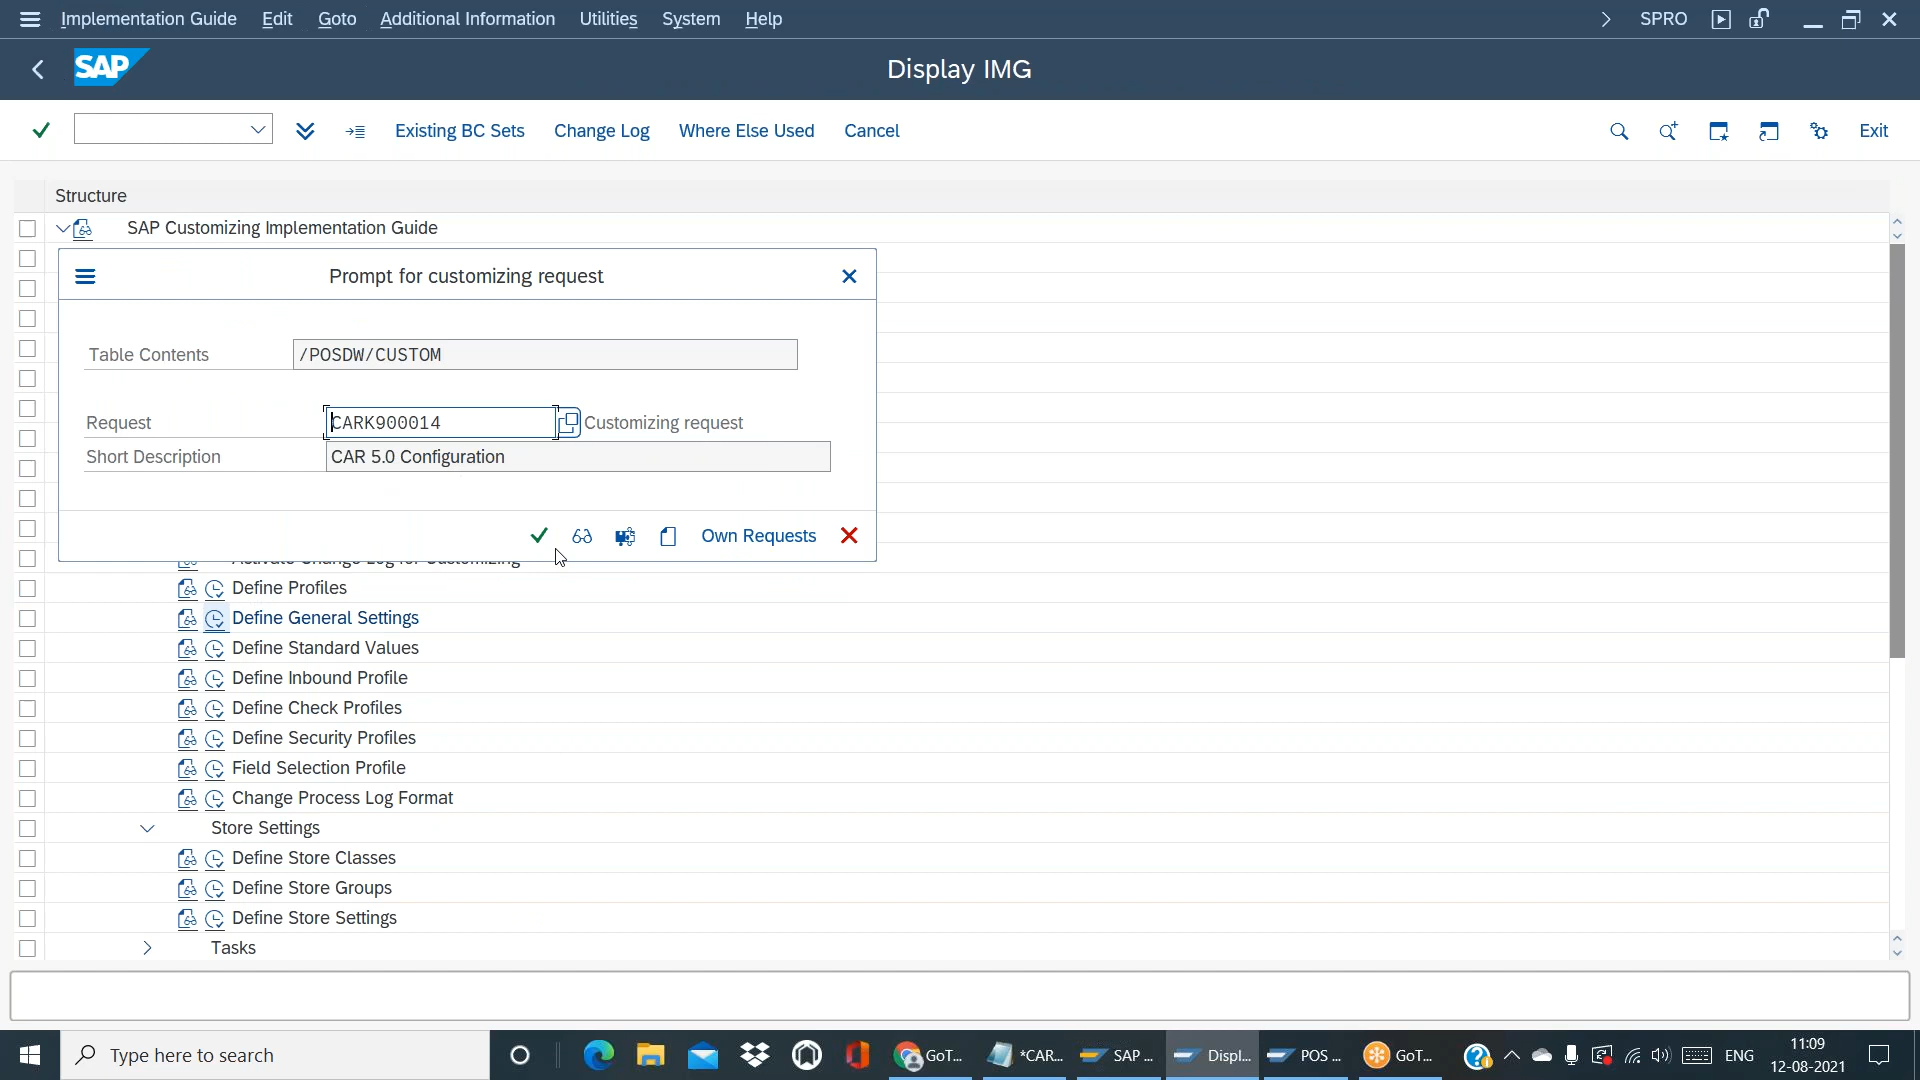 Implementation Guide Edit Goto Additional Information Utilities System Help SPRO
SAP Display IMG
Existing BC Sets Change Log Where Else Used Cancel Exit
Structure
SAP Customizing Implementation Guide
Prompt for customizing request
Table Contents /POSDW/CUSTOM
Request CARK900014 Customizing request
Short Description CAR 5.0 Configuration
Own Requests
Activate Change Log for Customizing
Define Profiles
Define General Settings
Define Standard Values
Define Inbound Profile
Define Check Profiles
Define Security Profiles
Field Selection Profile
Change Process Log Format
Store Settings
Define Store Classes
Define Store Groups
Define Store Settings
Tasks
Type here to search GoT... *CAR... SAP ... Displ... POS ... GoT... ENG 11:09
12-08-2021